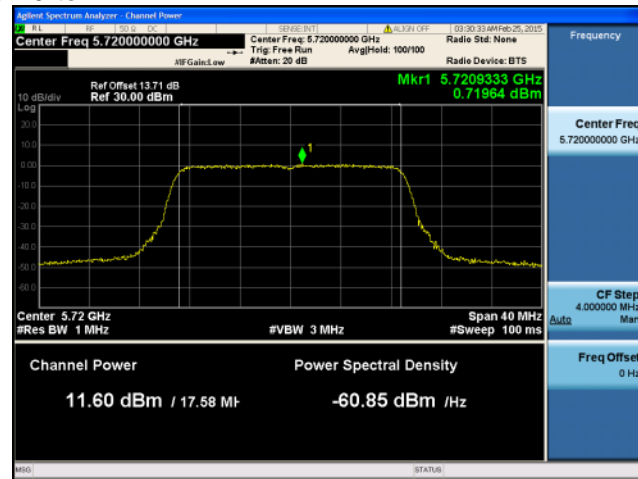 Agilent Spectrum Analyzer - Channel Power
RL RF 50 Ω DC SENSE:INT ALIGN OFF 03:30:33 AM Feb 25, 2015
Center Freq 5.720000000 GHz
Center Freq: 5.720000000 GHz
Radio Std: None
Trig: Free Run Avg|Hold: 100/100
#IFGain:Low #Atten: 20 dB Radio Device: BTS
Frequency
Ref Offset 13.71 dB
Mkr1 5.7209333 GHz
10 dB/div Ref 30.00 dBm 0.71964 dBm
Log
20.0
10.0
0.00
-10.0
-20.0
-30.0
-40.0
-50.0
-60.0
1
Center 5.72 GHz Span 40 MHz
#Res BW 1 MHz #VBW 3 MHz #Sweep 100 ms
Channel Power Power Spectral Density
11.60 dBm / 17.58 MH -60.85 dBm /Hz
Center Freq
5.720000000 GHz
CF Step
4.000000 MHz
Auto Man
Freq Offset
0 Hz
MSG STATUS